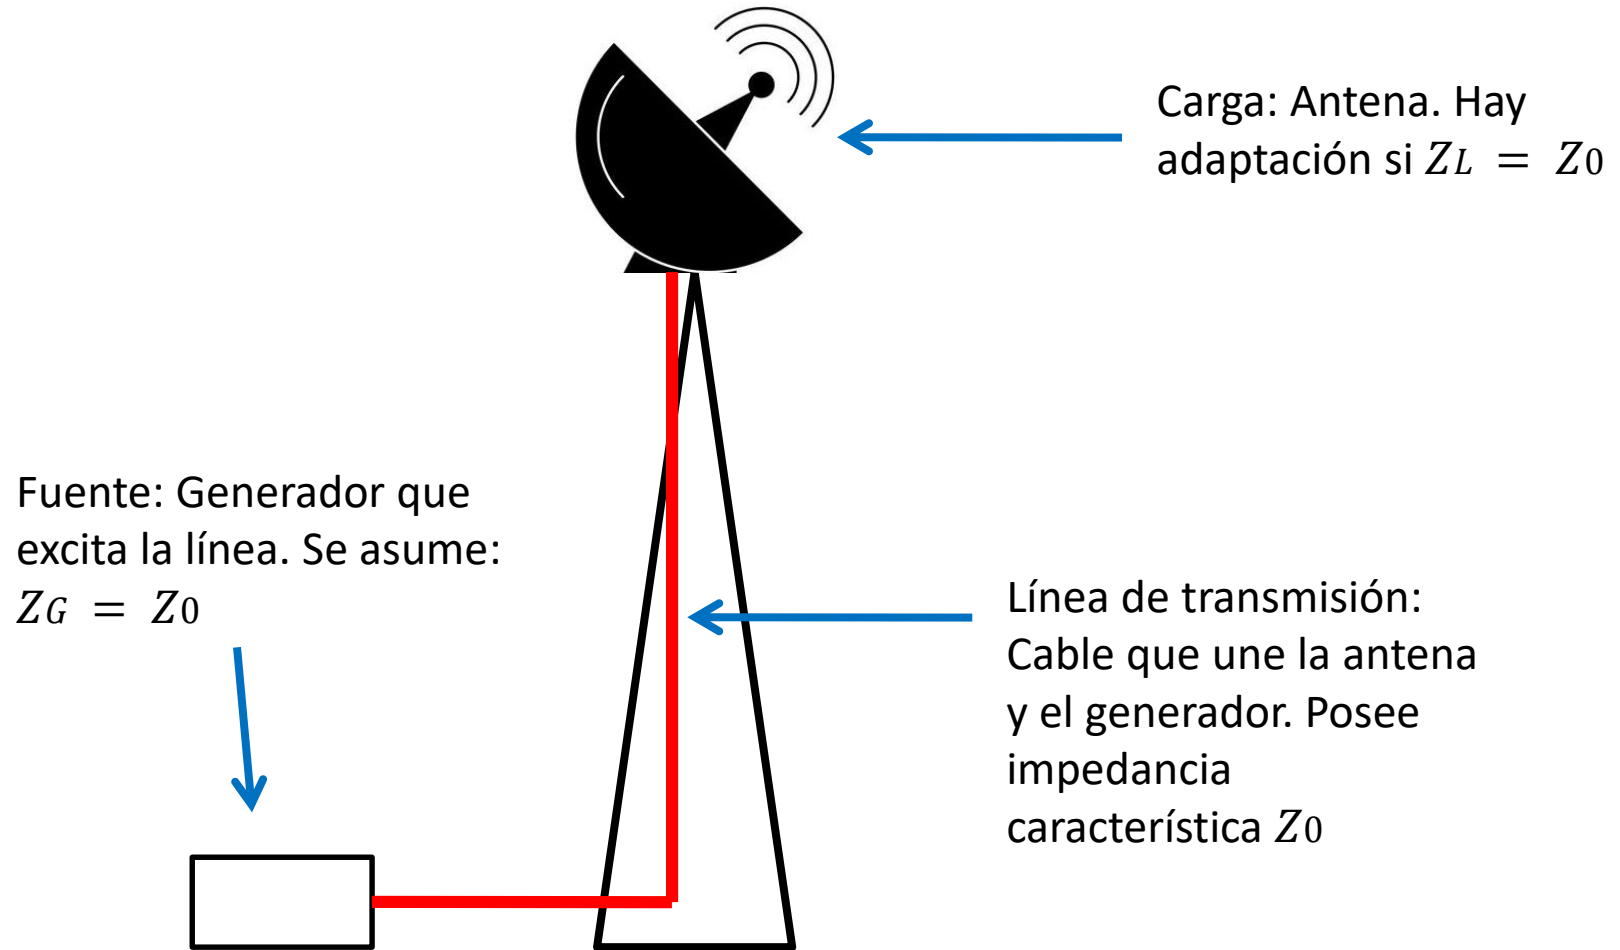 Carga: Antena. Hay
adaptación si ZL = Z0
Fuente: Generador que
excita la línea. Se asume:
ZG = Z0
Línea de transmisión:
Cable que une la antena
y el generador. Posee
impedancia
característica Z0